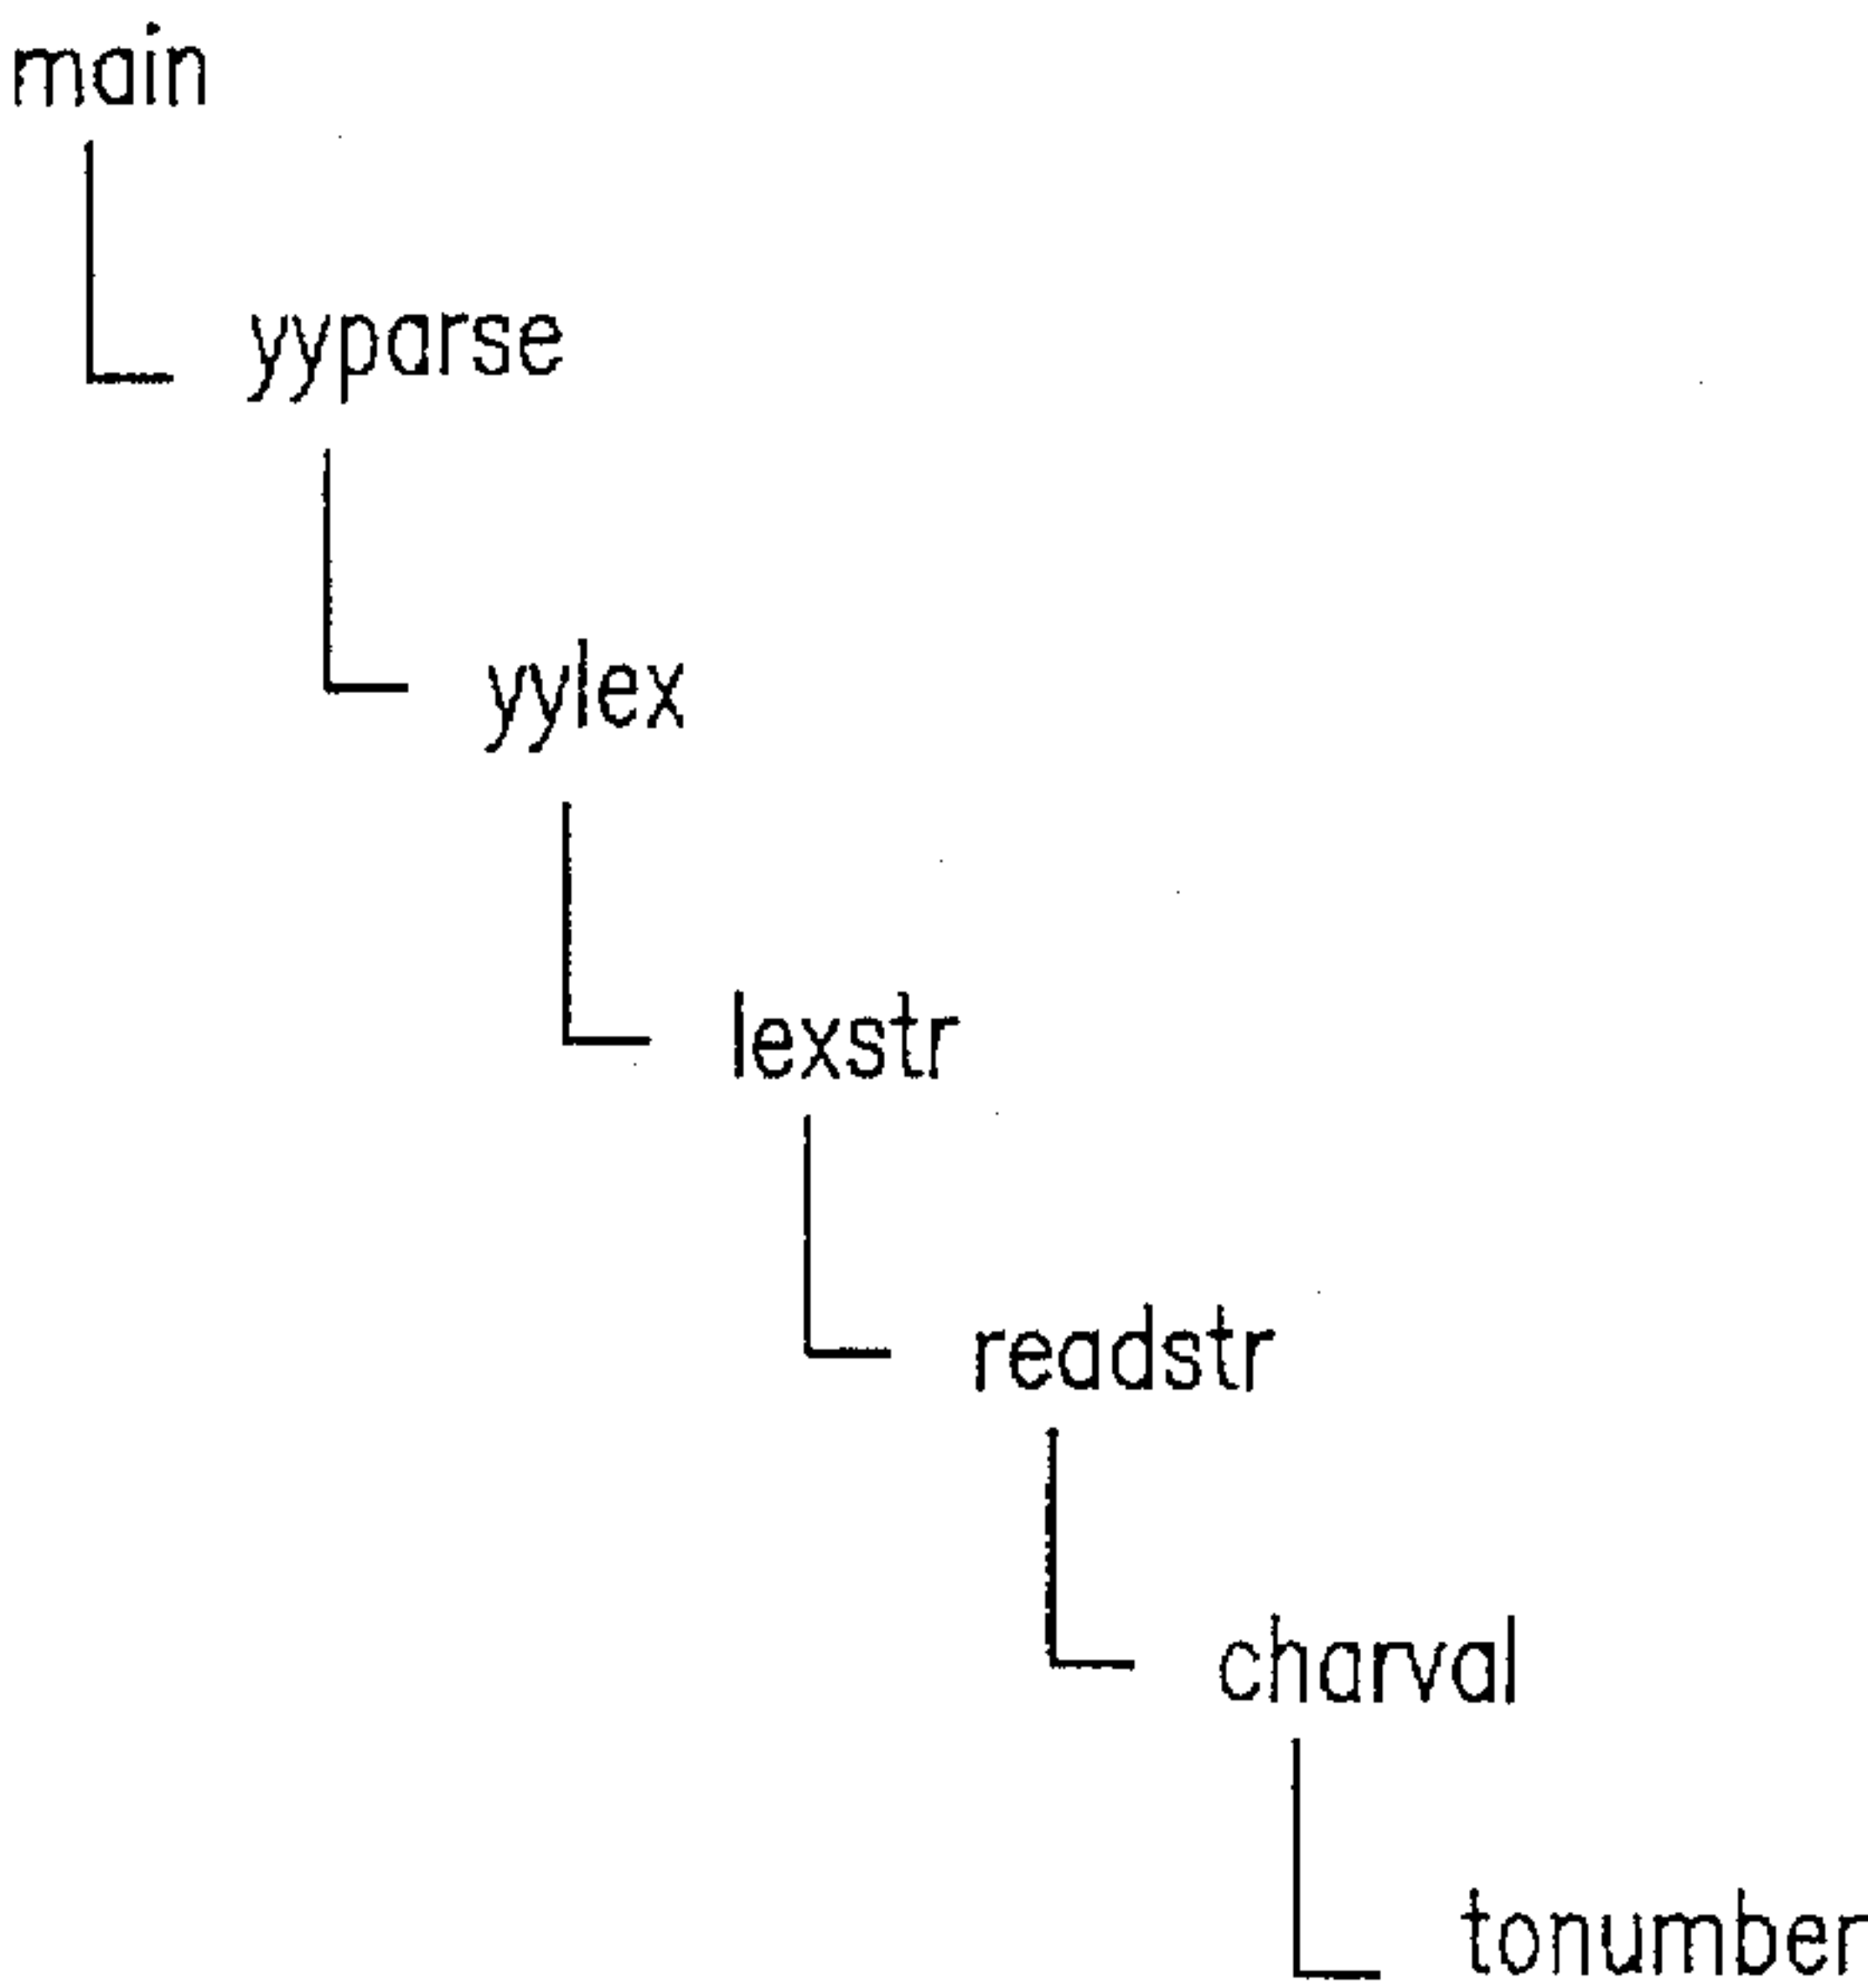 main
yyparse
yylex
lexstr
readstr
charval
tonumber